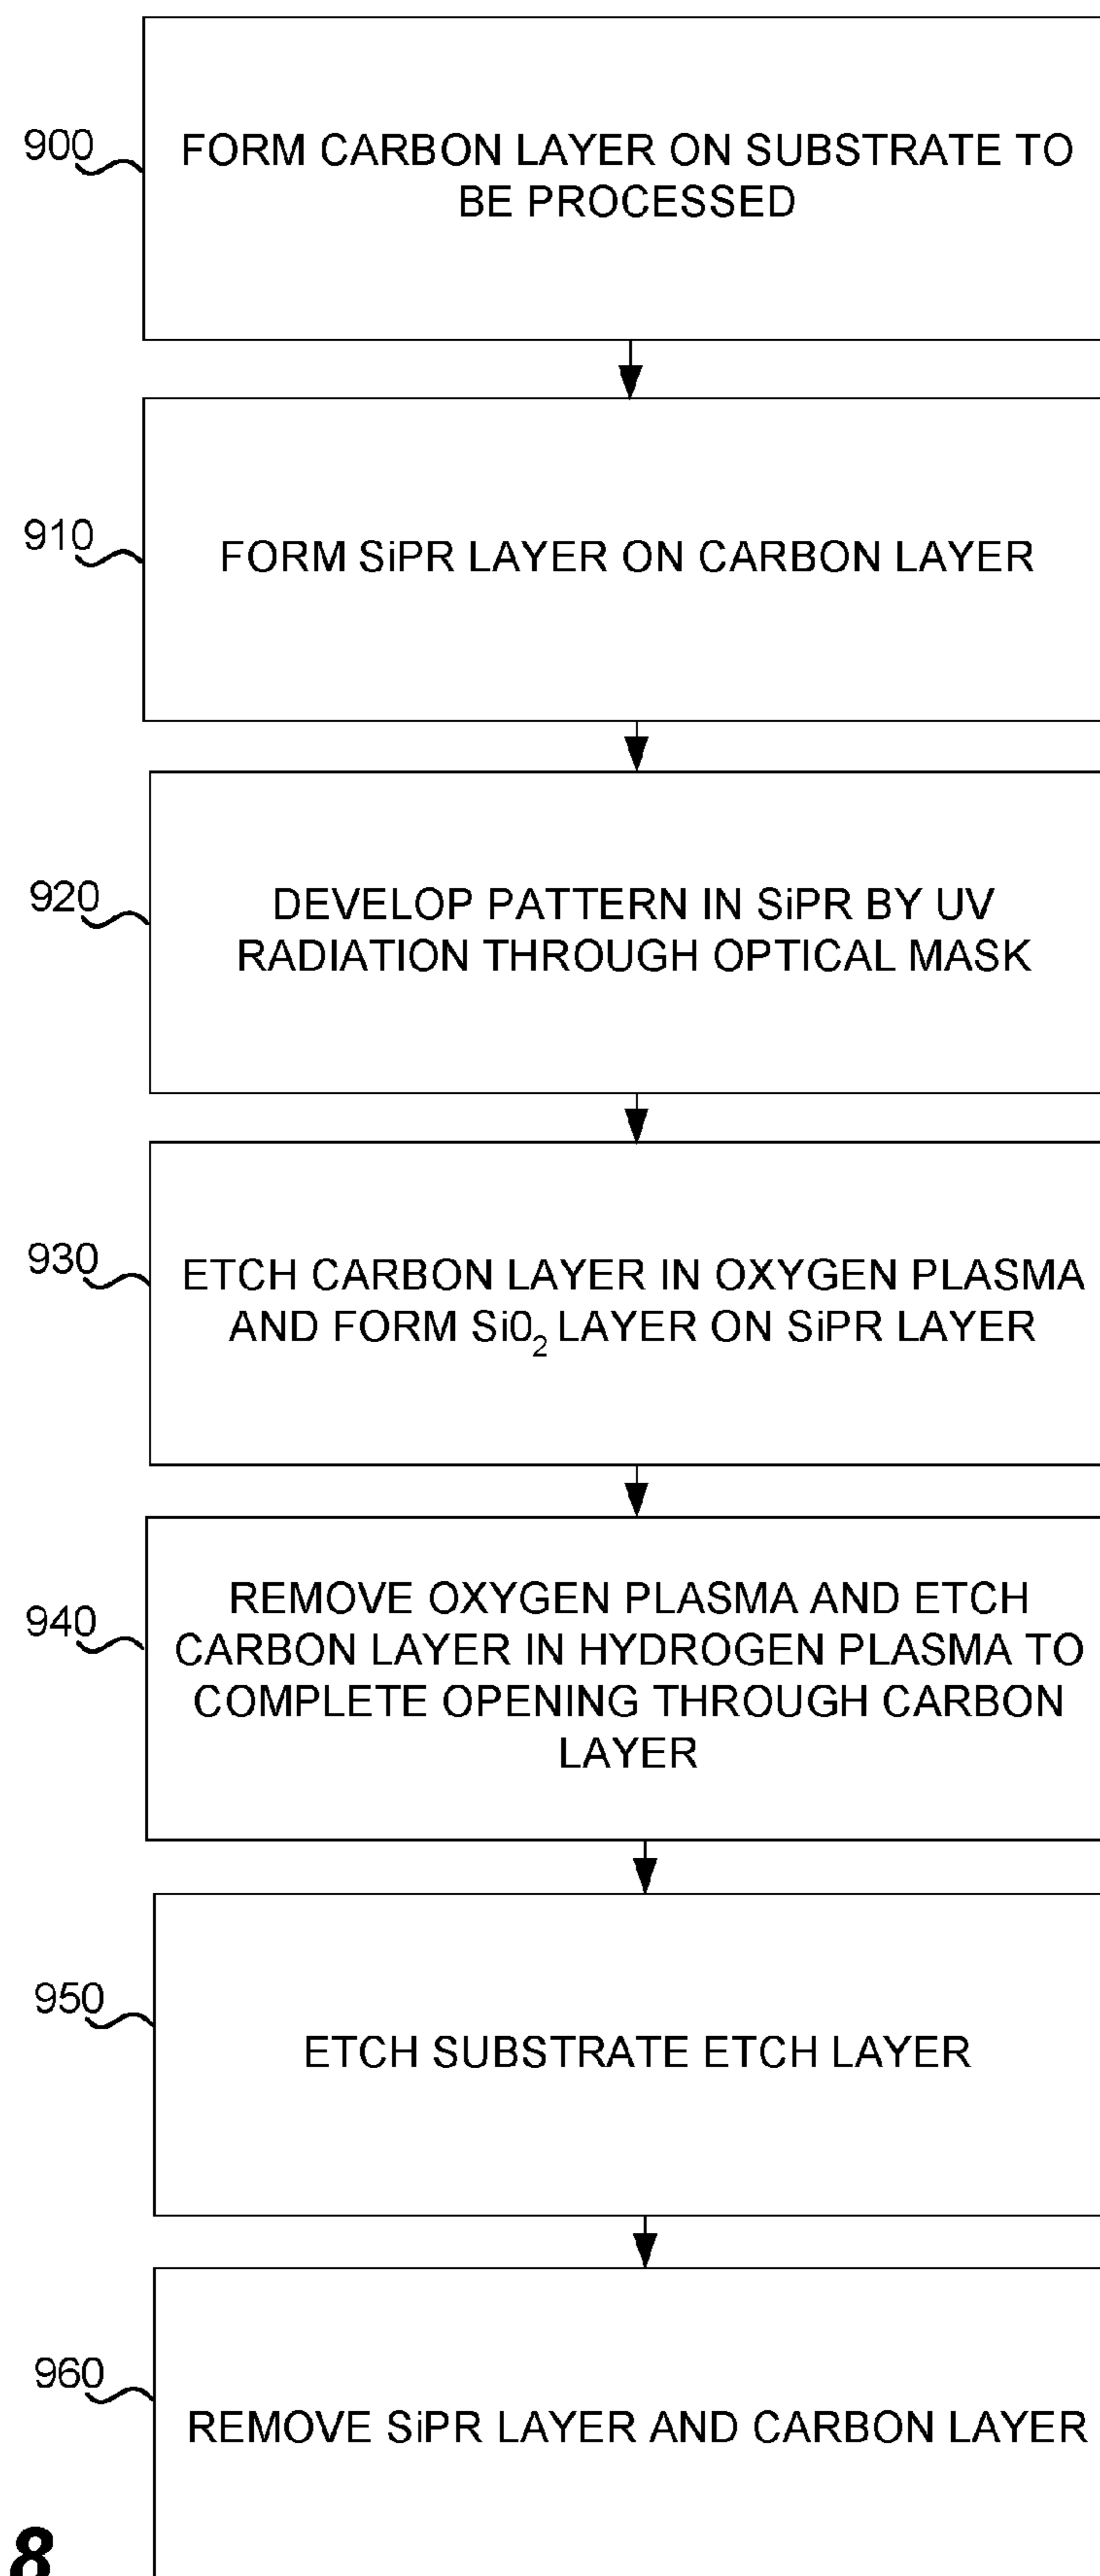 900
FORM CARBON LAYER ON SUBSTRATE TO
BE PROCESSED
910
FORM SiPR LAYER ON CARBON LAYER
920
DEVELOP PATTERN IN SiPR BY UV
RADIATION THROUGH OPTICAL MASK
930
ETCH CARBON LAYER IN OXYGEN PLASMA
AND FORM Si0₂ LAYER ON SiPR LAYER
940
REMOVE OXYGEN PLASMA AND ETCH
CARBON LAYER IN HYDROGEN PLASMA TO
COMPLETE OPENING THROUGH CARBON
LAYER
950
ETCH SUBSTRATE ETCH LAYER
960
REMOVE SiPR LAYER AND CARBON LAYER
8